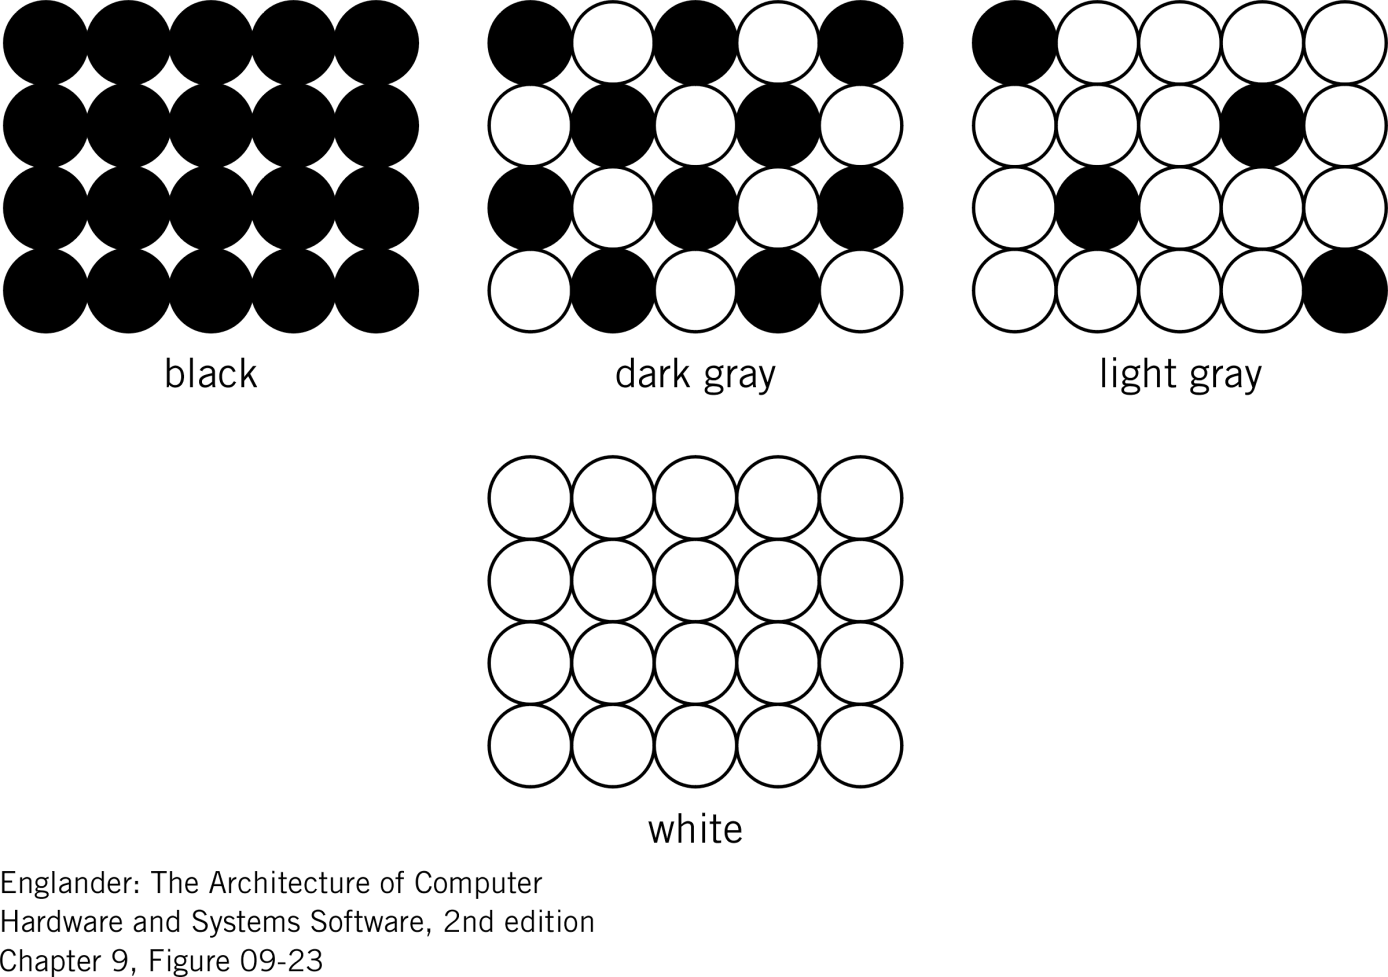 black
dark gray
light gray
white
Englander: The Architecture of Computer
Hardware and Systems Software, 2nd edition
Chapter 9, Figure 09-23